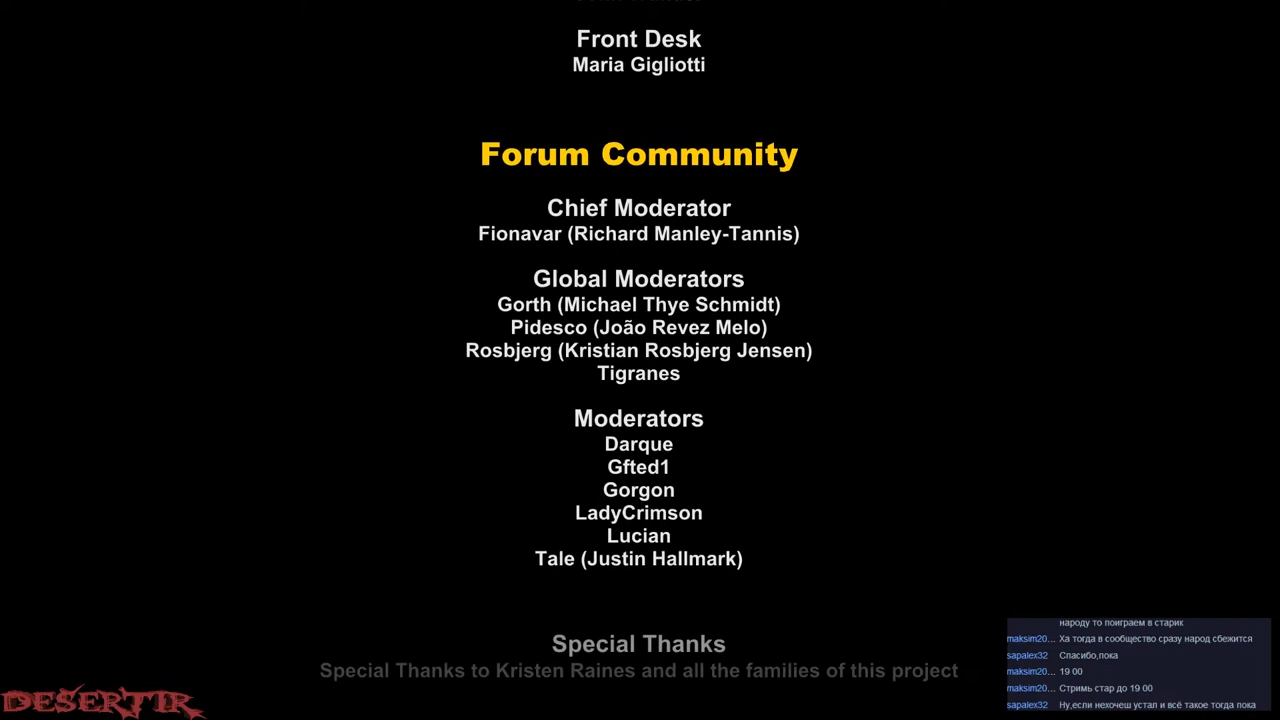 Front Desk
Maria Gigliotti
Forum Community
Chief Moderator
Fionavar (Richard Manley-Tannis)
Global Moderators
Gorth (Michael Thye Schmidt)
Pidesco (João Revez Melo)
Rosbjerg (Kristian Rosbjerg Jensen)
Tigranes
Moderators
Darque
Gfted1
Gorgon
LadyCrimson
Lucian
Tale (Justin Hallmark)
Special Thanks
Special Thanks to Kristen Raines and all the families of this project
народу то поиграем в старик
maksim20... Ха тогда в сообщество сразу народ сбежится
sapalex32 Спасибо,пока
maksim20... 19 00
maksim20... Стримь стар до 19 00
sapalex32 Ну,если нехочеш устал и всё такое тогда пока
DESERTIR